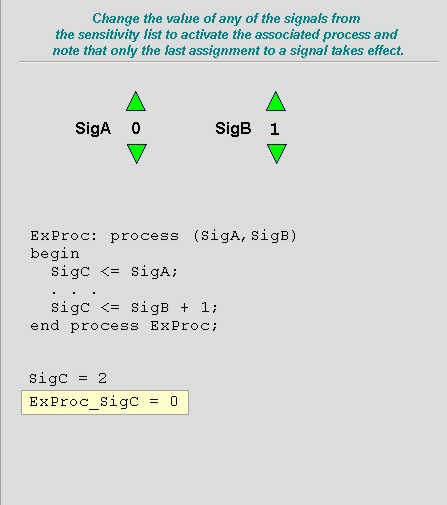 Change the value of any of the signals from
the sensitivity list to activate the associated process and
note that only the last assignment to a signal takes effect.
SigA 0 SigB 1
ExProc: process (SigA,SigB)
begin
SigC <= SigA;
. . .
SigC <= SigB + 1;
end process ExProc;
SigC = 2
ExProc_SigC = 0